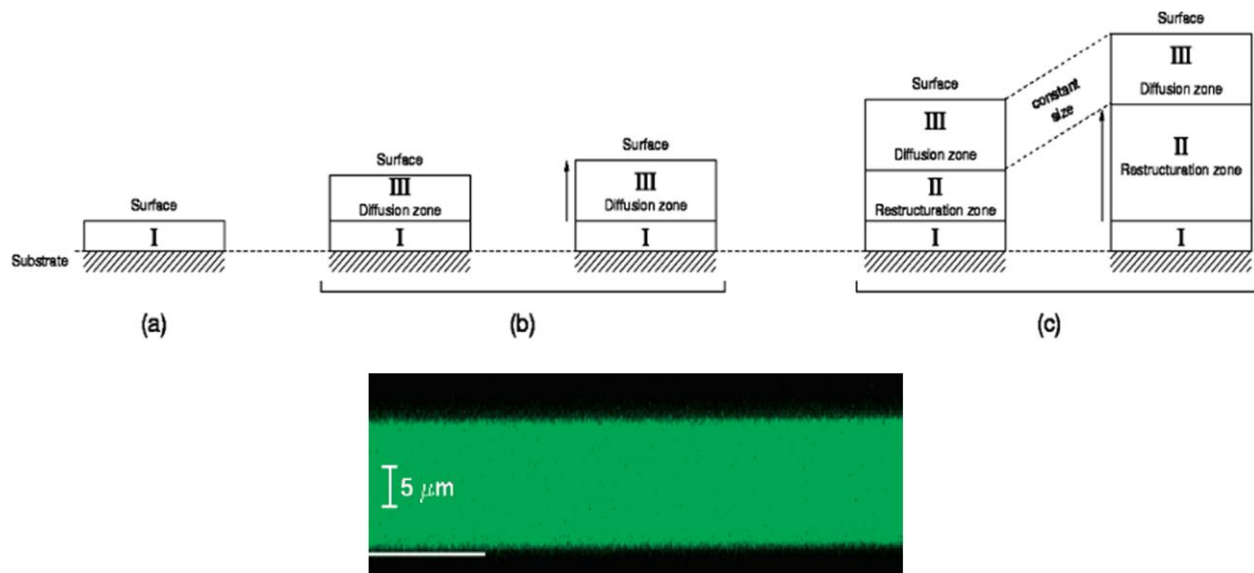 Surface
I
Substrate
(a)
Surface
III
Diffusion zone
I
Surface
III
Diffusion zone
I
(b)
Surface
III
Diffusion zone
II
Restructuration zone
I
constant
size
Surface
III
Diffusion zone
II
Restructuration zone
I
(c)
5 μm